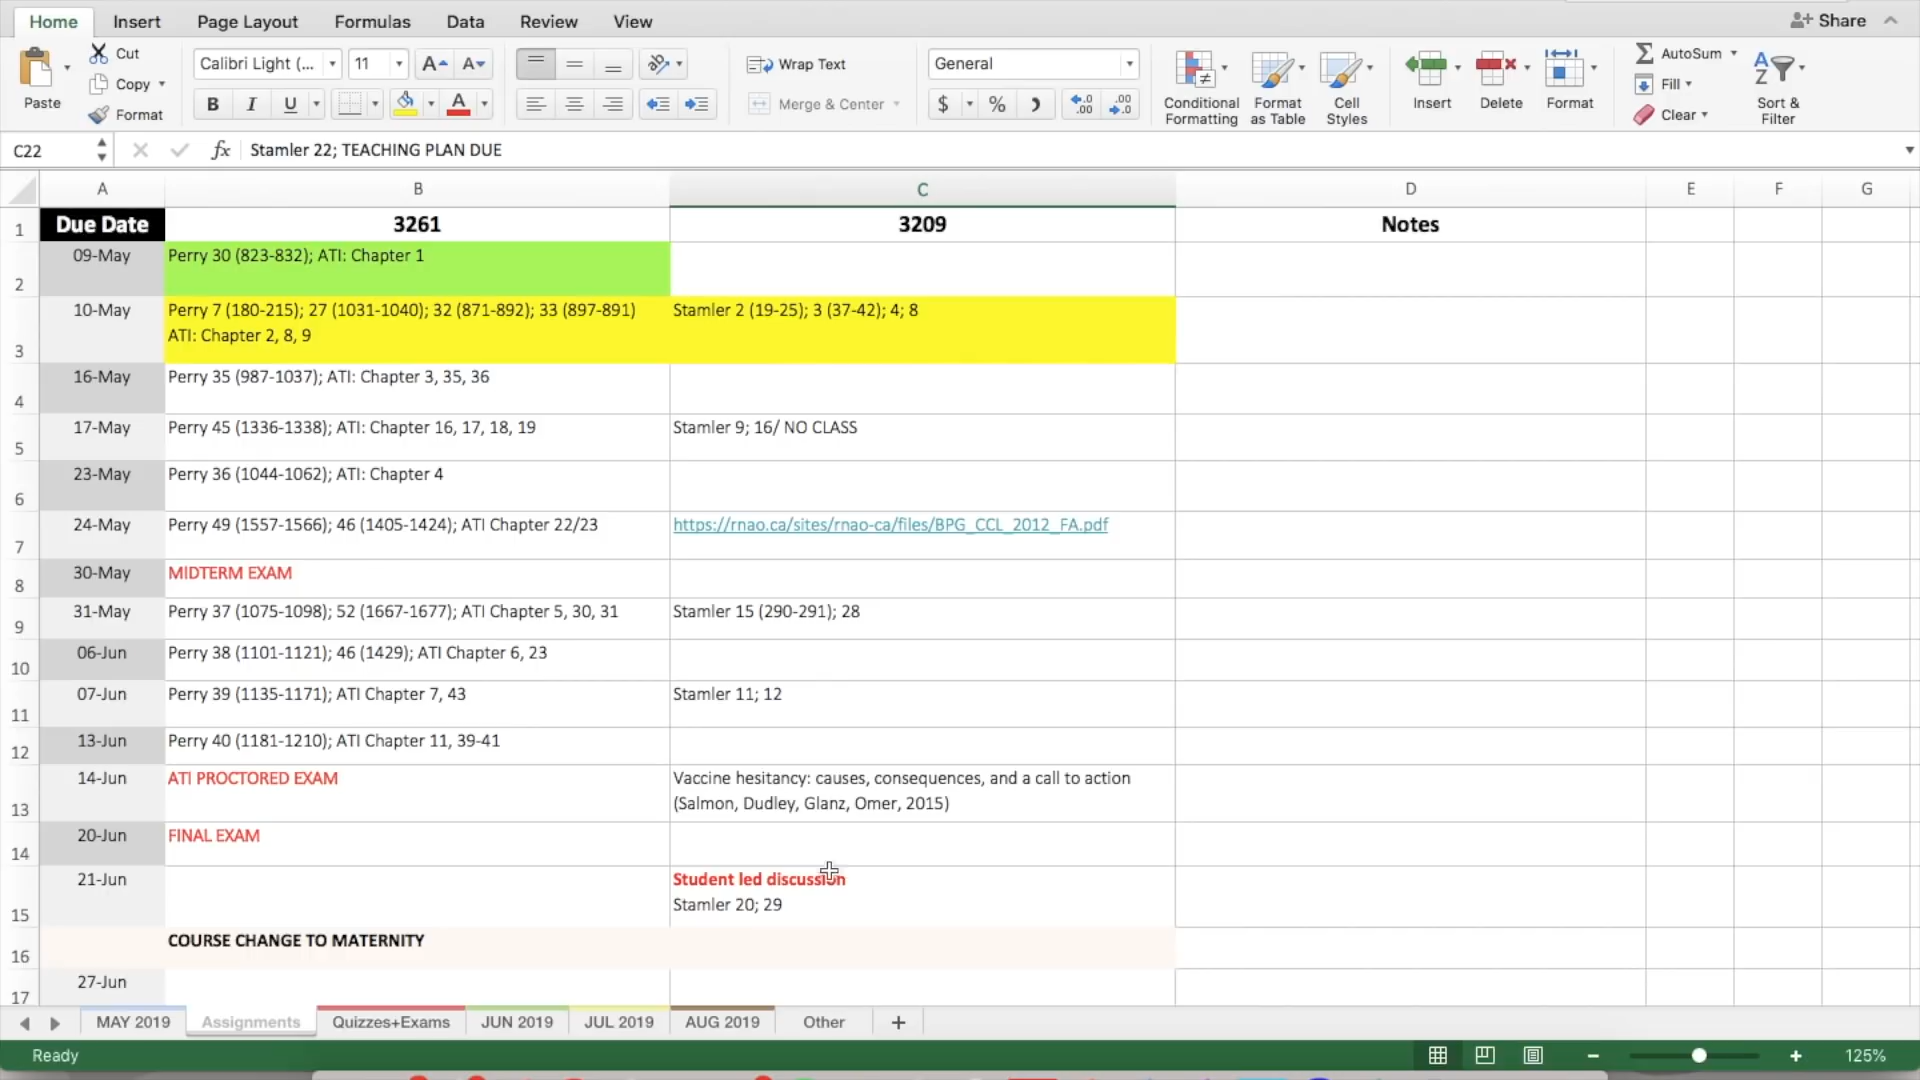 Home Insert Page Layout Formulas Data Review View Share
Cut
Calibri Light (... 11 A A Wrap Text General AutoSum
Copy Fill
Paste Format B I U A Merge & Center $ % Conditional Formatting Format as Table Cell Styles Insert Delete Format Clear Sort & Filter
C22 fx Stamler 22; TEACHING PLAN DUE
A B C D E F G
1 Due Date 3261 3209 Notes
2 09-May Perry 30 (823-832); ATI: Chapter 1
3 10-May Perry 7 (180-215); 27 (1031-1040); 32 (871-892); 33 (897-891) Stamler 2 (19-25); 3 (37-42); 4; 8
ATI: Chapter 2, 8, 9
4 16-May Perry 35 (987-1037); ATI: Chapter 3, 35, 36
5 17-May Perry 45 (1336-1338); ATI: Chapter 16, 17, 18, 19 Stamler 9; 16/ NO CLASS
6 23-May Perry 36 (1044-1062); ATI: Chapter 4
7 24-May Perry 49 (1557-1566); 46 (1405-1424); ATI Chapter 22/23 https://rnao.ca/sites/rnao-ca/files/BPG_CCL_2012_FA.pdf
8 30-May MIDTERM EXAM
9 31-May Perry 37 (1075-1098); 52 (1667-1677); ATI Chapter 5, 30, 31 Stamler 15 (290-291); 28
10 06-Jun Perry 38 (1101-1121); 46 (1429); ATI Chapter 6, 23
11 07-Jun Perry 39 (1135-1171); ATI Chapter 7, 43 Stamler 11; 12
12 13-Jun Perry 40 (1181-1210); ATI Chapter 11, 39-41
13 14-Jun ATI PROCTORED EXAM Vaccine hesitancy: causes, consequences, and a call to action
(Salmon, Dudley, Glanz, Omer, 2015)
14 20-Jun FINAL EXAM
15 21-Jun Student led discussion
Stamler 20; 29
16 COURSE CHANGE TO MATERNITY
17 27-Jun
MAY 2019 Assignments Quizzes+Exams JUN 2019 JUL 2019 AUG 2019 Other +
Ready 125%